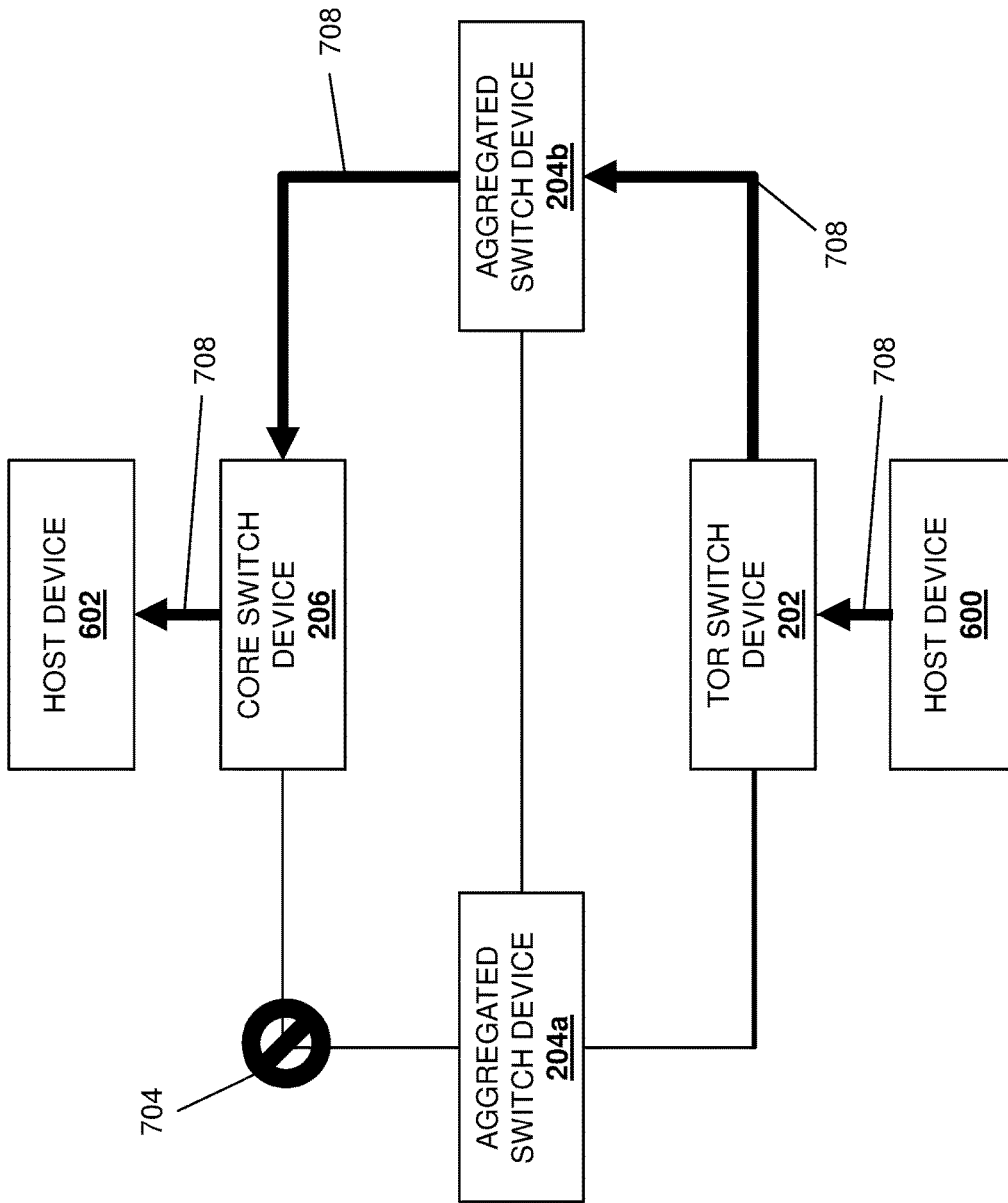 HOST DEVICE
602
708
CORE SWITCH
DEVICE
206
708
704
AGGREGATED
SWITCH DEVICE
204a
AGGREGATED
SWITCH DEVICE
204b
708
TOR SWITCH
DEVICE
202
708
HOST DEVICE
600